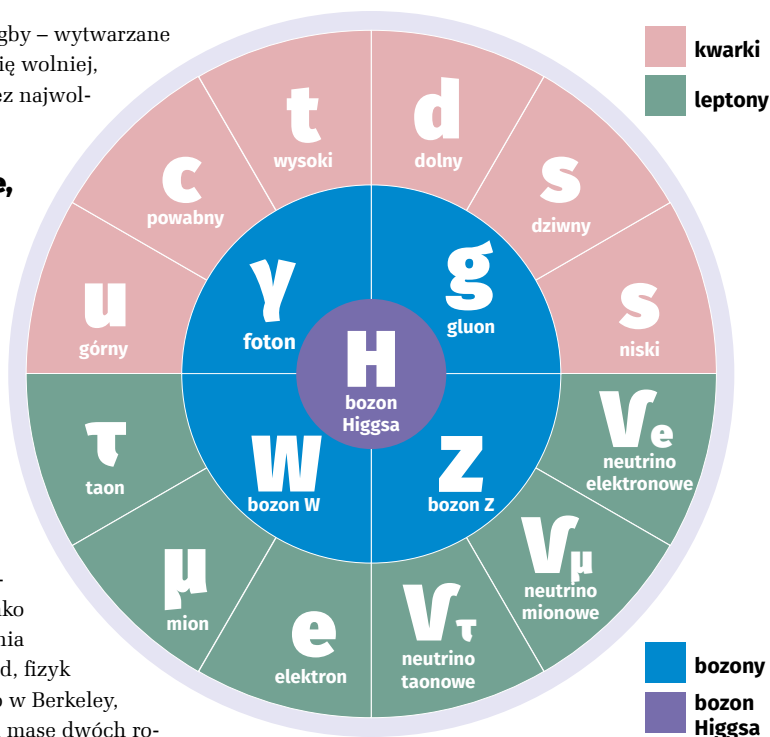 gby – wytwarzane
ię wolniej,
ez najwol-
e,
kwarki
leptony
t
wysoki
d
dolny
c
powabny
s
dziwny
u
górny
s
niski
γ
foton
g
gluon
H
bozon
Higgsa
W
bozon W
Z
bozon Z
τ
taon
νe
neutrino
elektronowe
μ
mion
νμ
neutrino
mionowe
e
elektron
ντ
neutrino
taonowe
-
ko
nia
d, fizyk
o w Berkeley,
masę dwóch ro-
bozony
bozon
Higgsa